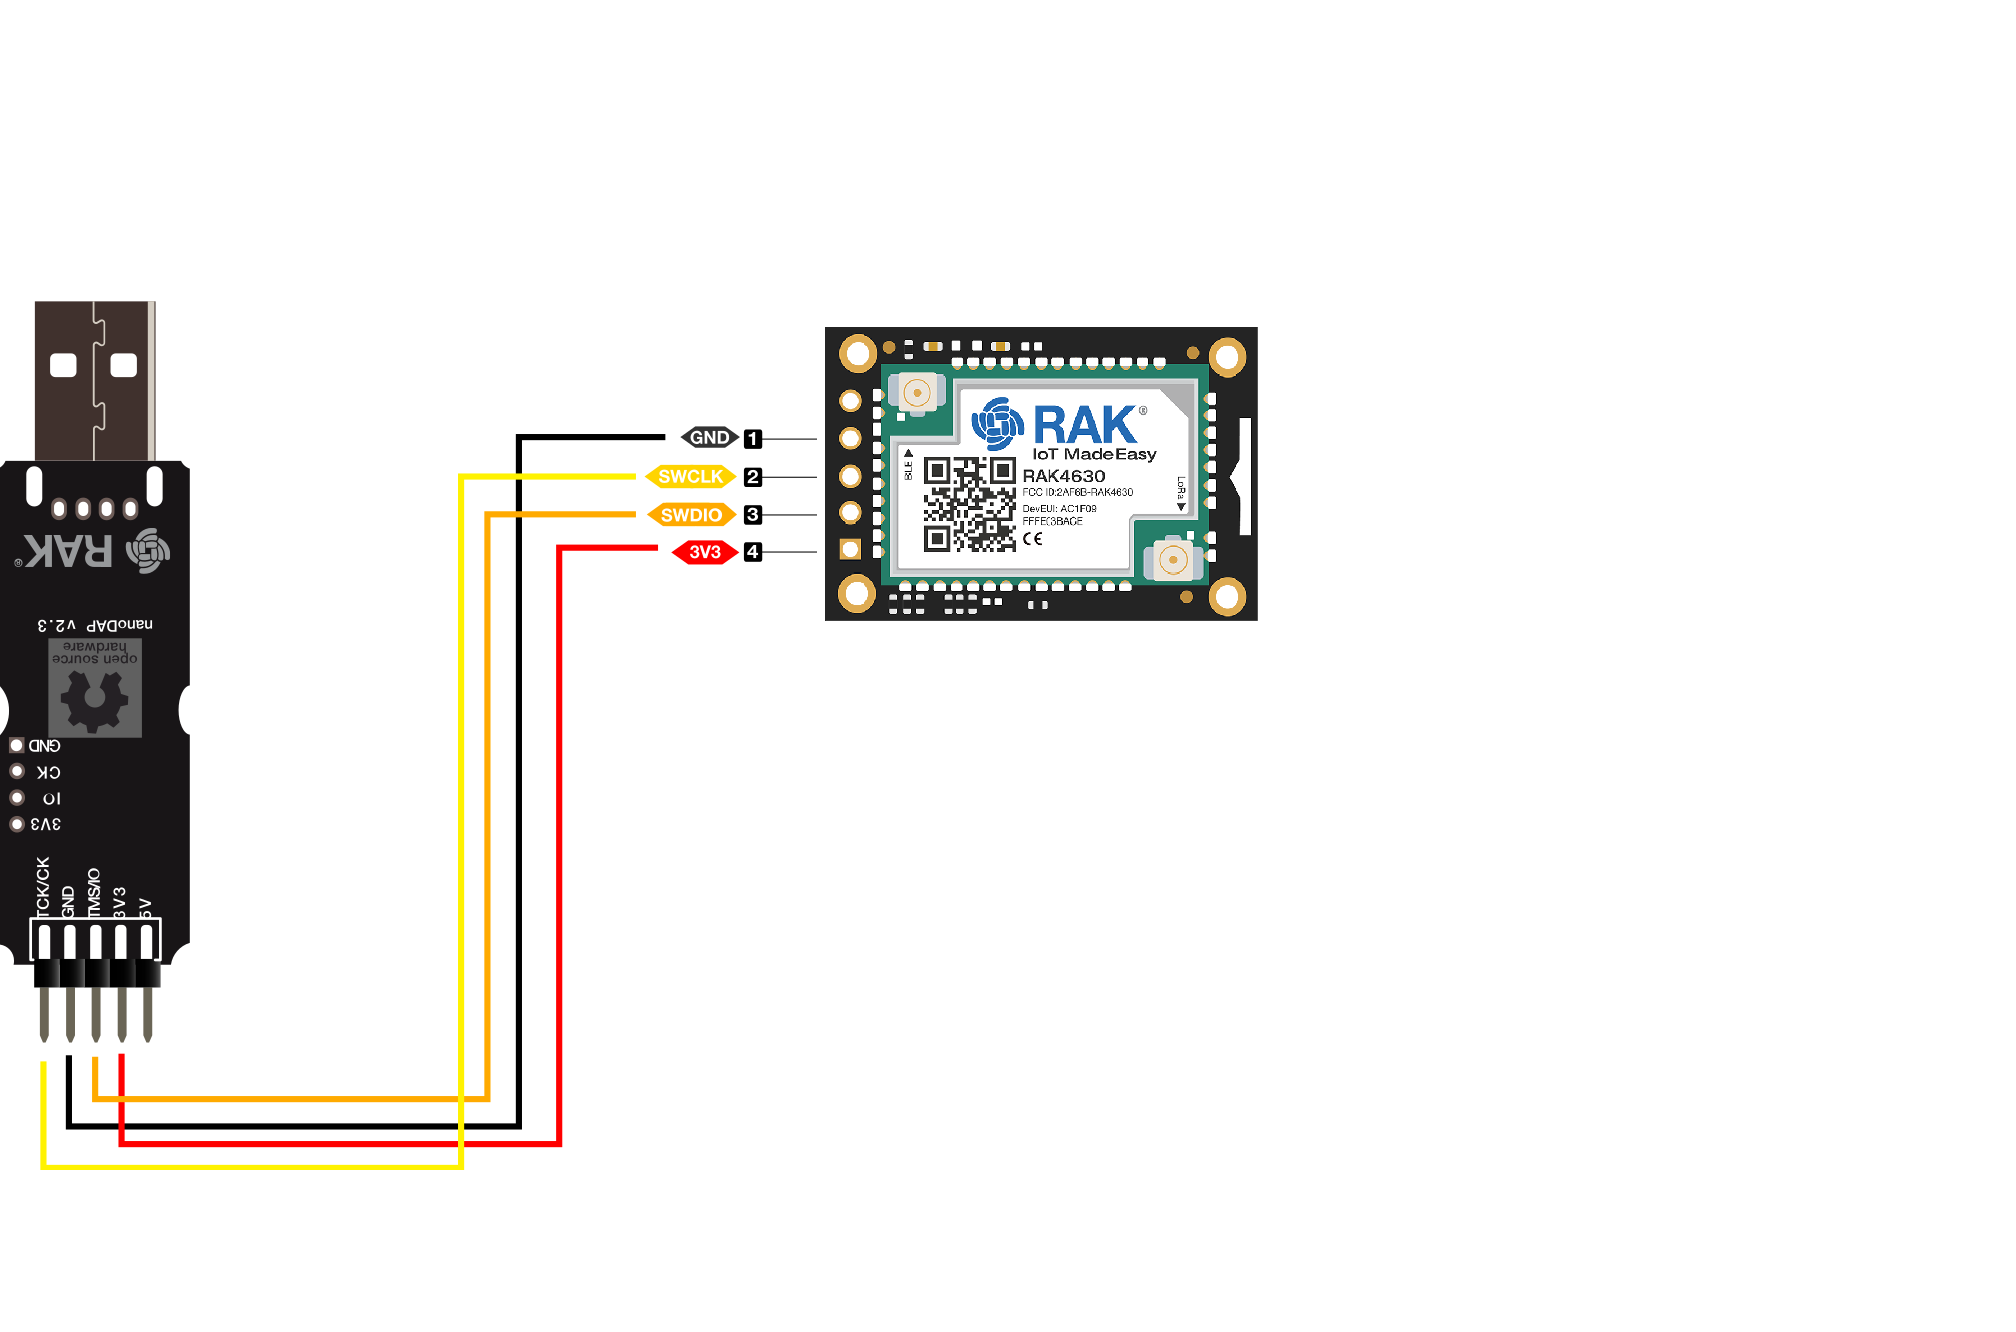 RAK®
nanoDAP v2.3
open source
hardware
GND
CK
IO
3V3
TCK/CK
GND
TMS/IO
3V3
5V
GND 1
SWCLK 2
SWDIO 3
3V3 4
RAK®
IoT Made Easy
BLE
RAK4630
FCC ID:2AF6B-RAK4630
DevEUI: AC1F09
CE
LoRa